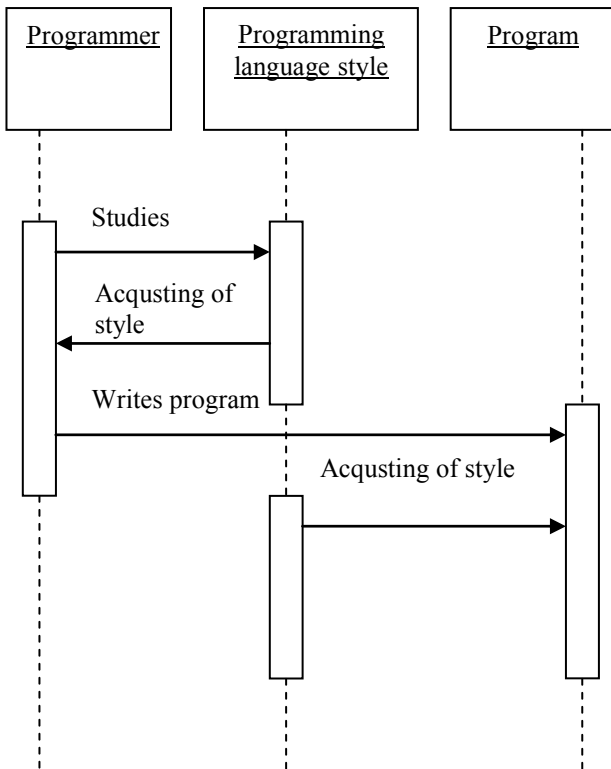 Programmer
Programming
language style
Program
Studies
Acqusting of
style
Writes program
Acqusting of style